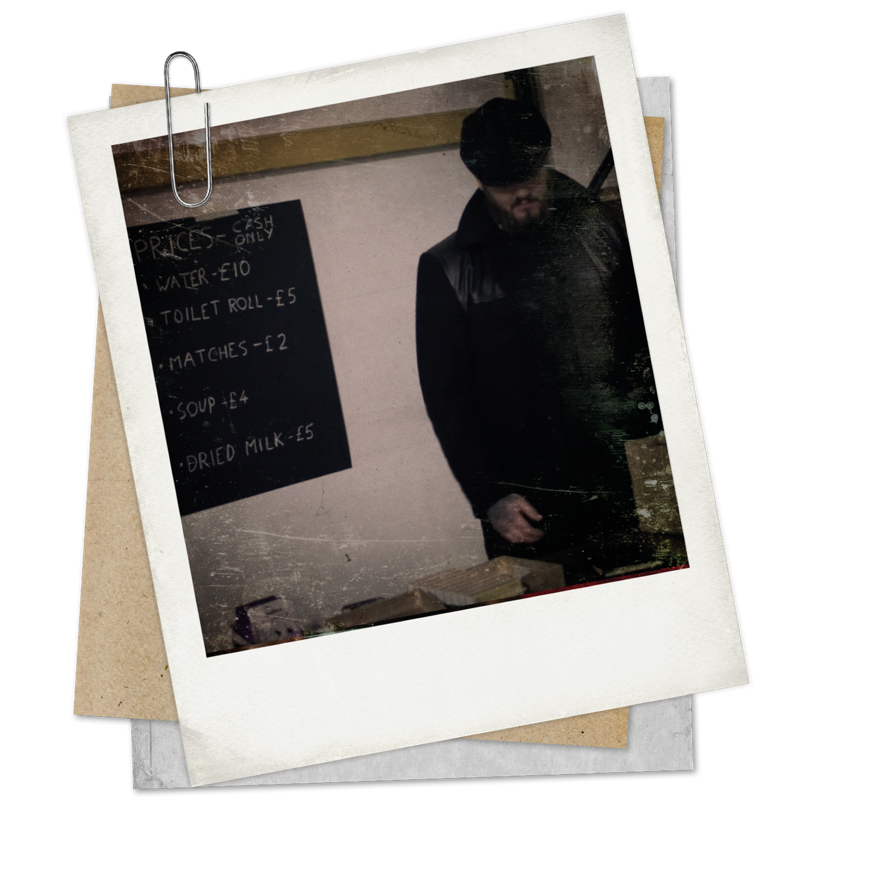 PRICES- CASH ONLY
· WATER-£10
· TOILET ROLL-£5
· MATCHES-£2
· SOUP-£4
· DRIED MILK-£5